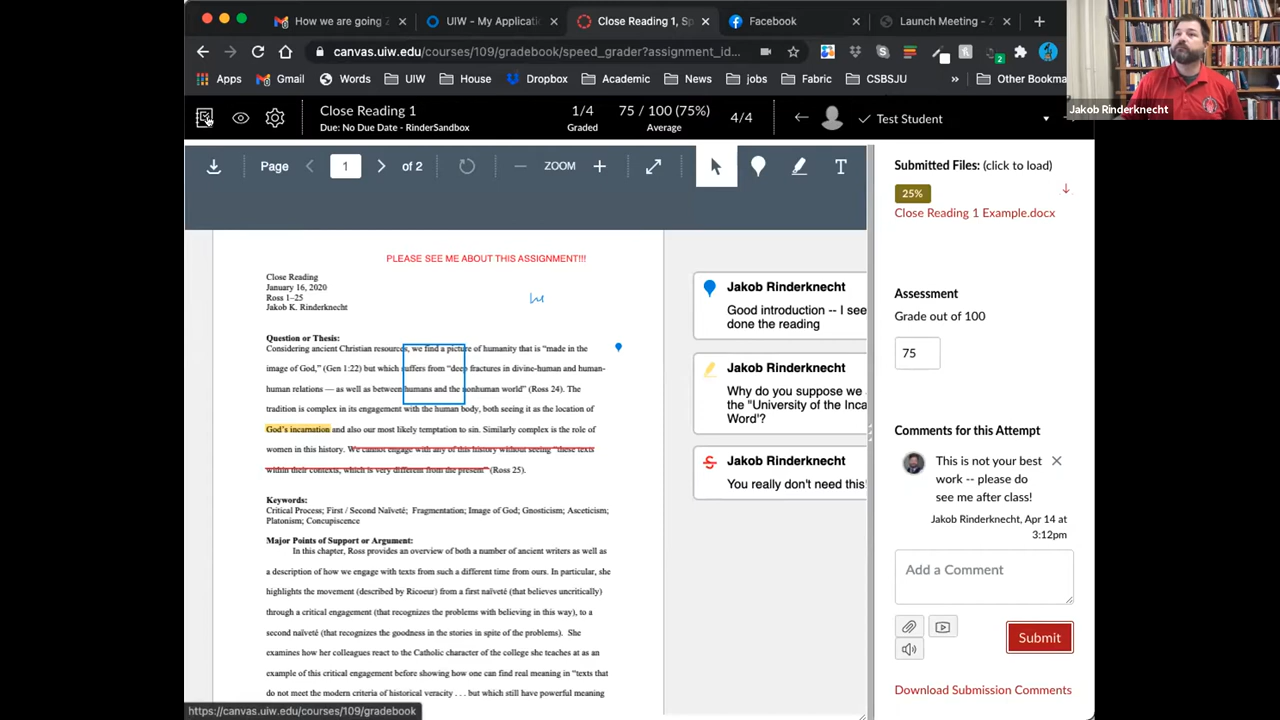 How we are going
UIW - My Applicati
Close Reading 1, Sp
Facebook
Launch Meeting - Z
canvas.uiw.edu/courses/109/gradebook/speed_grader?assignment_id...
2
Apps
Gmail
Words
UIW
House
Dropbox
Academic
News
jobs
Fabric
CSBSJU
»
Other Bookma
Jakob Rinderknecht
Close Reading 1
Due: No Due Date - RinderSandbox
1/4
Graded
75 / 100 (75%)
Average
4/4
Test Student
Page
1
of 2
ZOOM
T
PLEASE SEE ME ABOUT THIS ASSIGNMENT!!!
Close Reading
January 16, 2020
Ross 1–25
Jakob K. Rinderknecht
Question or Thesis:
Considering ancient Christian resources, we find a picture of humanity that is “made in the
image of God,” (Gen 1:22) but which suffers from “deep fractures in divine-human and human-
human relations — as well as between humans and the nonhuman world” (Ross 24). The
tradition is complex in its engagement with the human body, both seeing it as the location of
God’s incarnation and also our most likely temptation to sin. Similarly complex is the role of
women in this history. We cannot engage with any of this history without seeing “these texts
within their contexts, which is very different from the present” (Ross 25).
Keywords:
Critical Process; First / Second Naïveté; Fragmentation; Image of God; Gnosticism; Asceticism;
Platonism; Concupiscence
Major Points of Support or Argument:
In this chapter, Ross provides an overview of both a number of ancient writers as well as
a description of how we engage with texts from such a different time from ours. In particular, she
highlights the movement (described by Ricoeur) from a first naïveté (that believes uncritically)
through a critical engagement (that recognizes the problems with believing in this way), to a
second naïveté (that recognizes the goodness in the stories in spite of the problems). She
examines how her colleagues react to the Catholic character of the college she teaches at as an
example of this critical engagement before showing how one can find real meaning in “texts that
do not meet the modern criteria of historical veracity . . . but which still have powerful meaning
Jakob Rinderknecht
Good introduction -- I see
done the reading
Jakob Rinderknecht
Why do you suppose we a
the "University of the Inca
Word'?
Jakob Rinderknecht
You really don't need this!
Submitted Files: (click to load)
25%
Close Reading 1 Example.docx
Assessment
Grade out of 100
75
Comments for this Attempt
This is not your best
work -- please do
see me after class!
Jakob Rinderknecht, Apr 14 at
3:12pm
Add a Comment
Submit
Download Submission Comments
https://canvas.uiw.edu/courses/109/gradebook